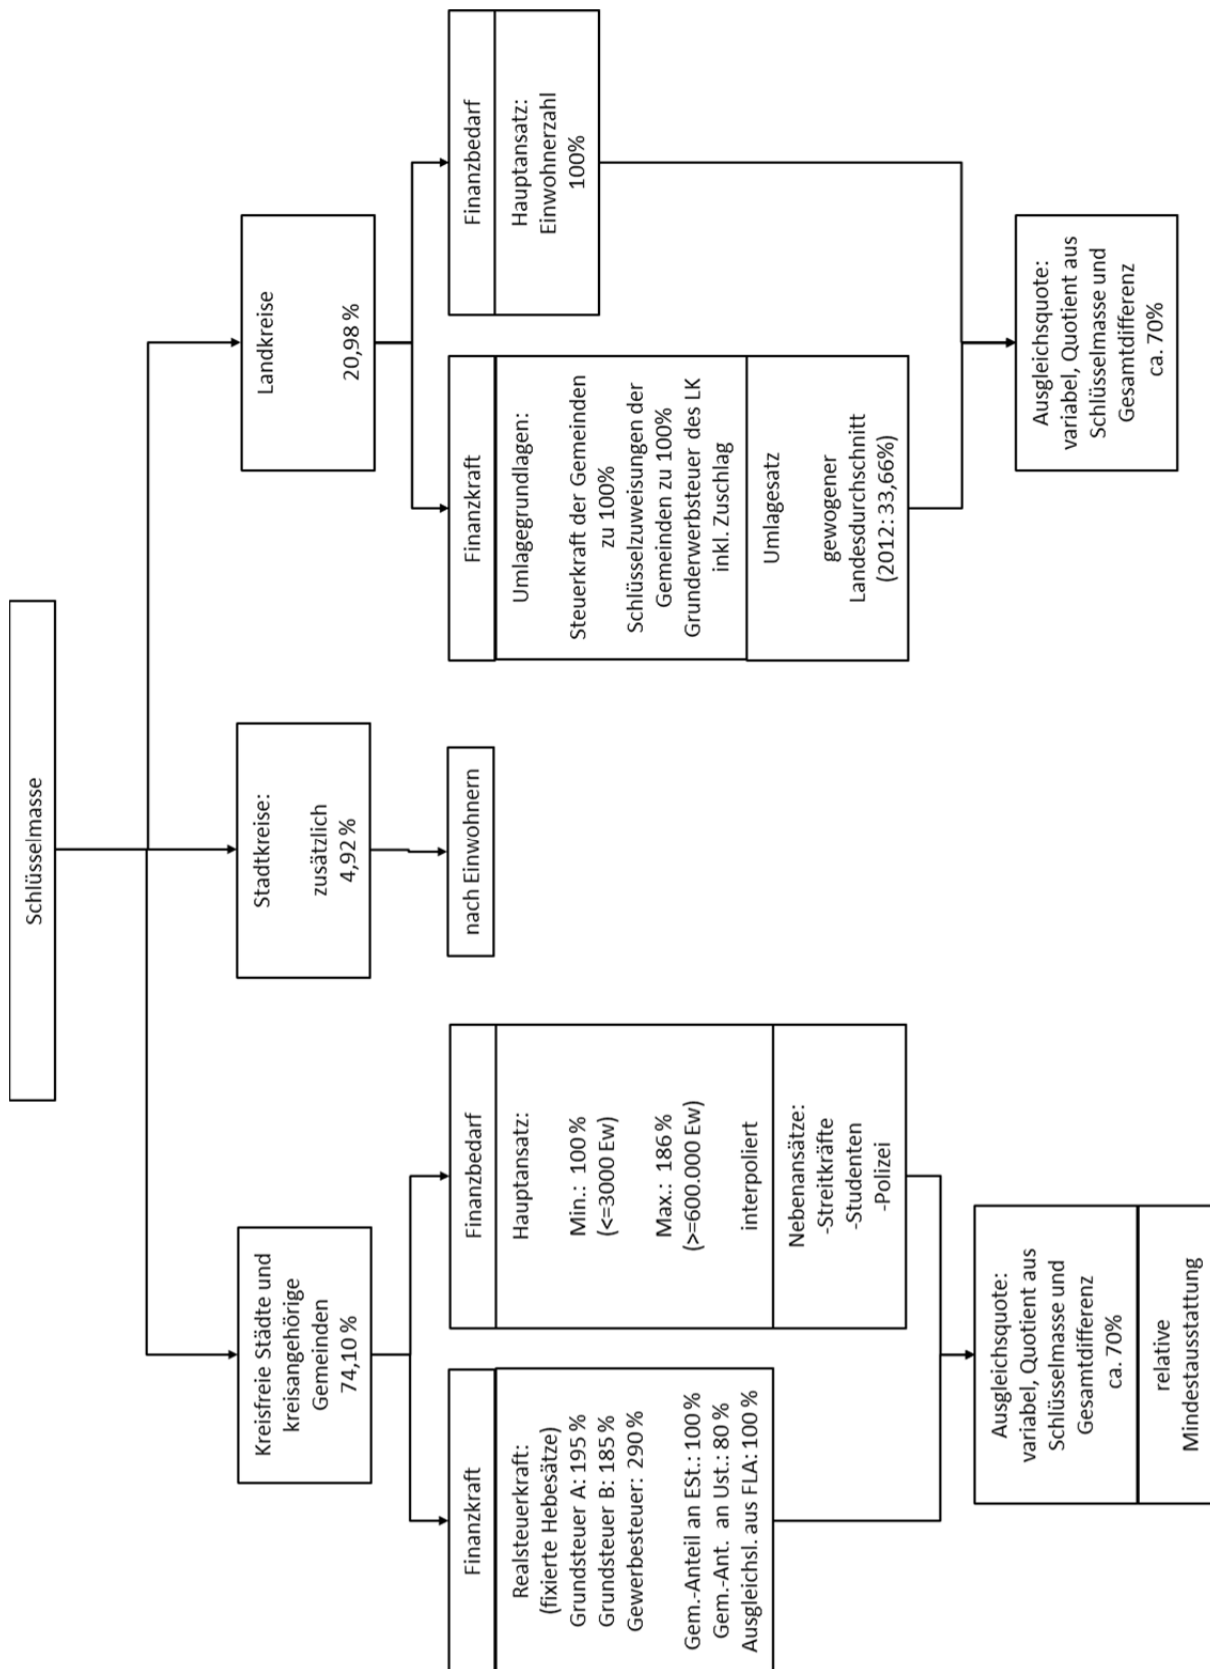 Schlüsselmasse
Kreisfreie Städte und
kreisangehörige
Gemeinden
74,10 %
Stadtkreise:
zusätzlich
4,92 %
Landkreise
20,98 %
Finanzkraft
Realsteuerkraft:
(fixierte Hebesätze)
Grundsteuer A: 195 %
Grundsteuer B: 185 %
Gewerbesteuer: 290 %
Gem.-Anteil an ESt.: 100 %
Gem.-Ant. an Ust.: 80 %
Ausgleichsl. aus FLA: 100 %
Finanzbedarf
Hauptansatz:
Min.: 100 %
(<=3000 Ew)
Max.: 186 %
(>=600.000 Ew)
interpoliert
Nebenansätze:
-Streitkräfte
-Studenten
-Polizei
nach Einwohnern
Finanzkraft
Umlagegrundlagen:
Steuerkraft der Gemeinden
zu 100%
Schlüsselzuweisungen der
Gemeinden zu 100%
Grunderwerbsteuer des LK
inkl. Zuschlag
Umlagesatz
gewogener
Landesdurchschnitt
(2012: 33,66%)
Finanzbedarf
Hauptansatz:
Einwohnerzahl
100%
Ausgleichsquote:
variabel, Quotient aus
Schlüsselmasse und
Gesamtdifferenz
ca. 70%
relative
Mindestausstattung
Ausgleichsquote:
variabel, Quotient aus
Schlüsselmasse und
Gesamtdifferenz
ca. 70%